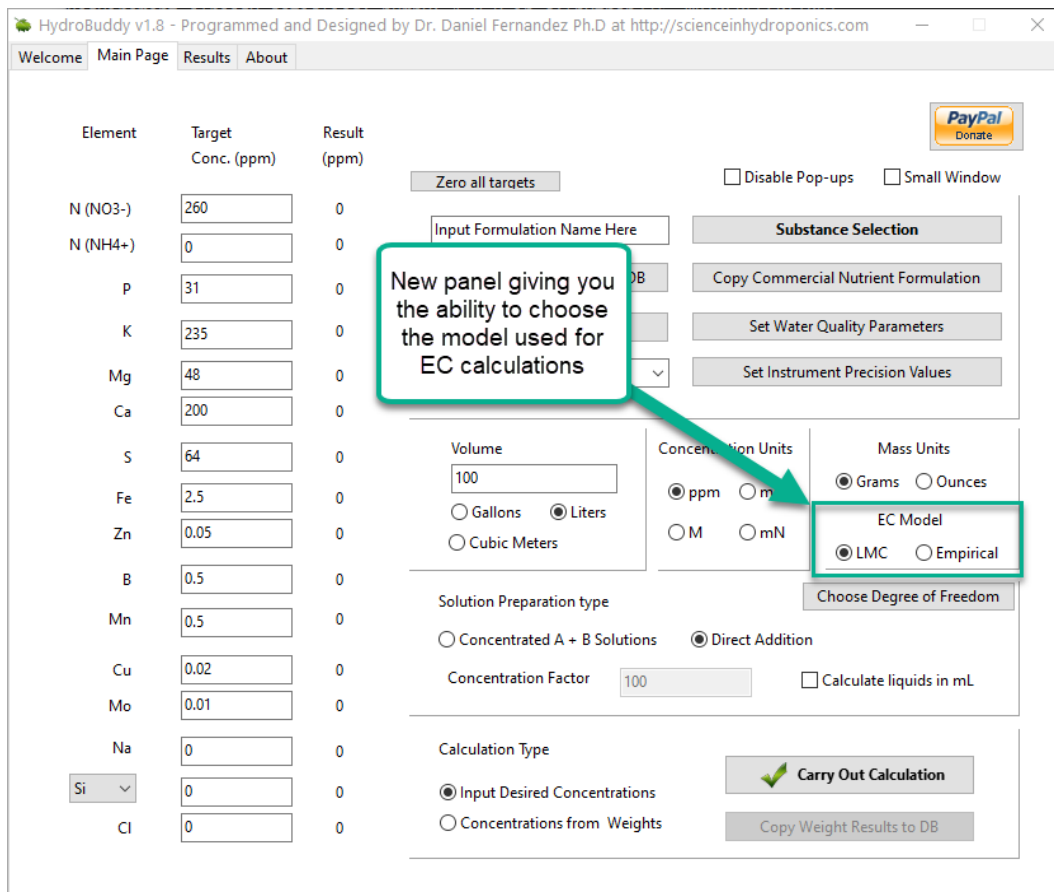 HydroBuddy v1.8 - Programmed and Designed by Dr. Daniel Fernandez Ph.D at http://scienceinhydroponics.com
Welcome Main Page Results About
PayPal
Donate
Element Target Result
Conc. (ppm) (ppm)
Zero all targets Disable Pop-ups Small Window
N (NO3-) 260 0
Input Formulation Name Here Substance Selection
N (NH4+) 0 0
New panel giving you
the ability to choose
the model used for
EC calculations
DB Copy Commercial Nutrient Formulation
P 31 0
K 235 0
Set Water Quality Parameters
Mg 48 0
Set Instrument Precision Values
Ca 200 0
S 64 0
Volume Concentration Units Mass Units
100
ppm Grams Ounces
Fe 2.5 0
Gallons Liters
EC Model
Zn 0.05 0
M mN
Cubic Meters
LMC Empirical
B 0.5 0
Choose Degree of Freedom
Solution Preparation type
Mn 0.5 0
Concentrated A + B Solutions Direct Addition
Cu 0.02 0
Concentration Factor 100 Calculate liquids in mL
Mo 0.01 0
Na 0 0
Calculation Type
Carry Out Calculation
Si 0 0
Input Desired Concentrations
Cl 0 0
Concentrations from Weights Copy Weight Results to DB